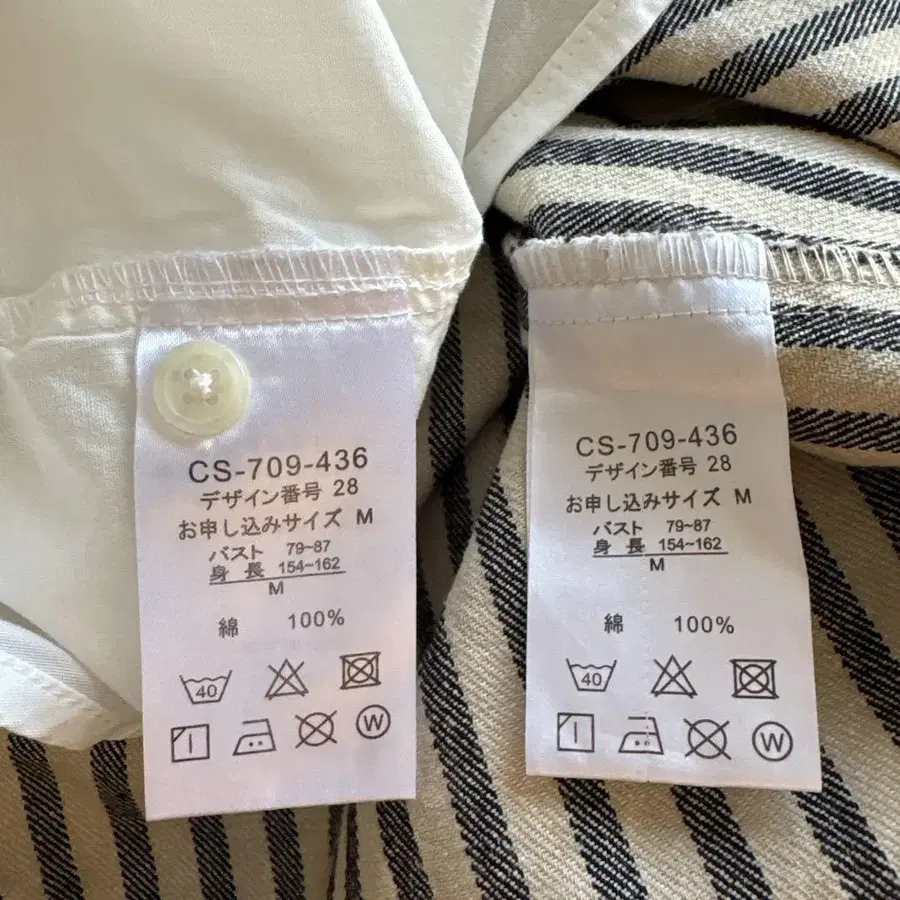 CS-709-436
デザイン番号 28
お申し込みサイズ M
バスト 79~87
身長 154~162
M
綿 100%
40
W
CS-709-436
デザイン番号 28
お申し込みサイズ M
バスト 79~87
身長 154~162
M
綿 100%
40
W